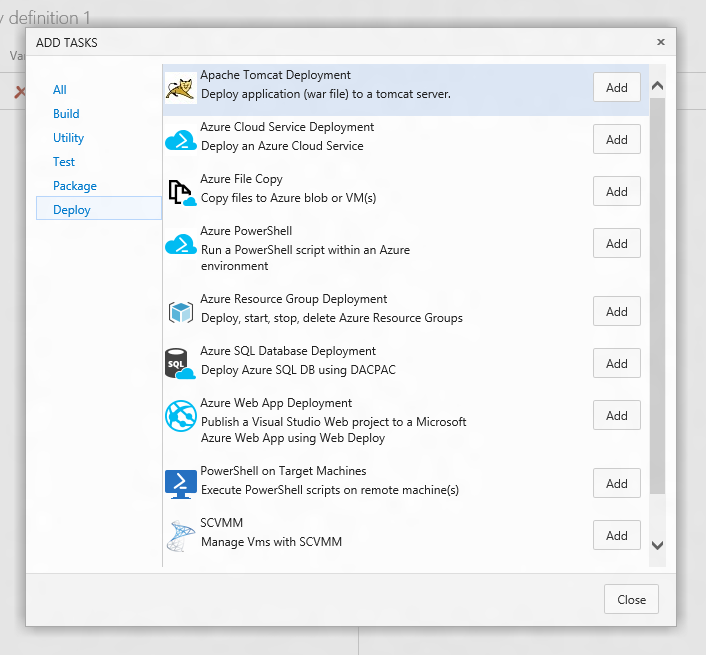 definition 1
ADD TASKS
All
Build
Utility
Test
Package
Deploy
Apache Tomcat Deployment
Deploy application (war file) to a tomcat server.
Add
Azure Cloud Service Deployment
Deploy an Azure Cloud Service
Add
Azure File Copy
Copy files to Azure blob or VM(s)
Add
Azure PowerShell
Run a PowerShell script within an Azure
environment
Add
Azure Resource Group Deployment
Deploy, start, stop, delete Azure Resource Groups
Add
SQL
Azure SQL Database Deployment
Deploy Azure SQL DB using DACPAC
Add
Azure Web App Deployment
Publish a Visual Studio Web project to a Microsoft
Azure Web App using Web Deploy
Add
PowerShell on Target Machines
Execute PowerShell scripts on remote machine(s)
Add
SCVMM
Manage Vms with SCVMM
Add
Close